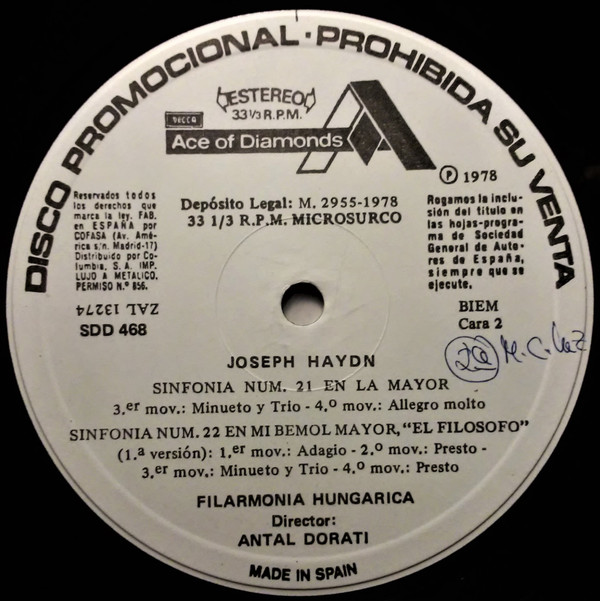 DISCO PROMOCIONAL · PROHIBIDA SU VENTA
ESTEREO
33 1/3 R.P.M.
DECCA
Ace of Diamonds
Ⓟ 1978
Depósito Legal: M. 2955-1978
33 1/3 R.P.M. MICROSURCO
Reservados todos
los derechos que
marca la ley. FAB.
en ESPAÑA por
COFASA (Av. Amé-
rica s/n. Madrid-17)
Distribuido por Co-
lumbia, S. A. IMP.
LUJO A METALICO.
PERMISO N.º 856.
Rogamos la inclu-
sión del título en
las hojas-progra-
ma de Sociedad
General de Auto-
res de España,
siempre que se
ejecute.
ZAL 13274
SDD 468
BIEM
Cara 2
JOSEPH HAYDN
SINFONIA NUM. 21 EN LA MAYOR
3.er mov.: Minueto y Trio - 4.º mov.: Allegro molto
SINFONIA NUM. 22 EN MI BEMOL MAYOR, "EL FILOSOFO"
(1.ª versión): 1.er mov.: Adagio - 2.º mov.: Presto -
3.er mov.: Minueto y Trio - 4.º mov.: Presto
FILARMONIA HUNGARICA
Director:
ANTAL DORATI
MADE IN SPAIN